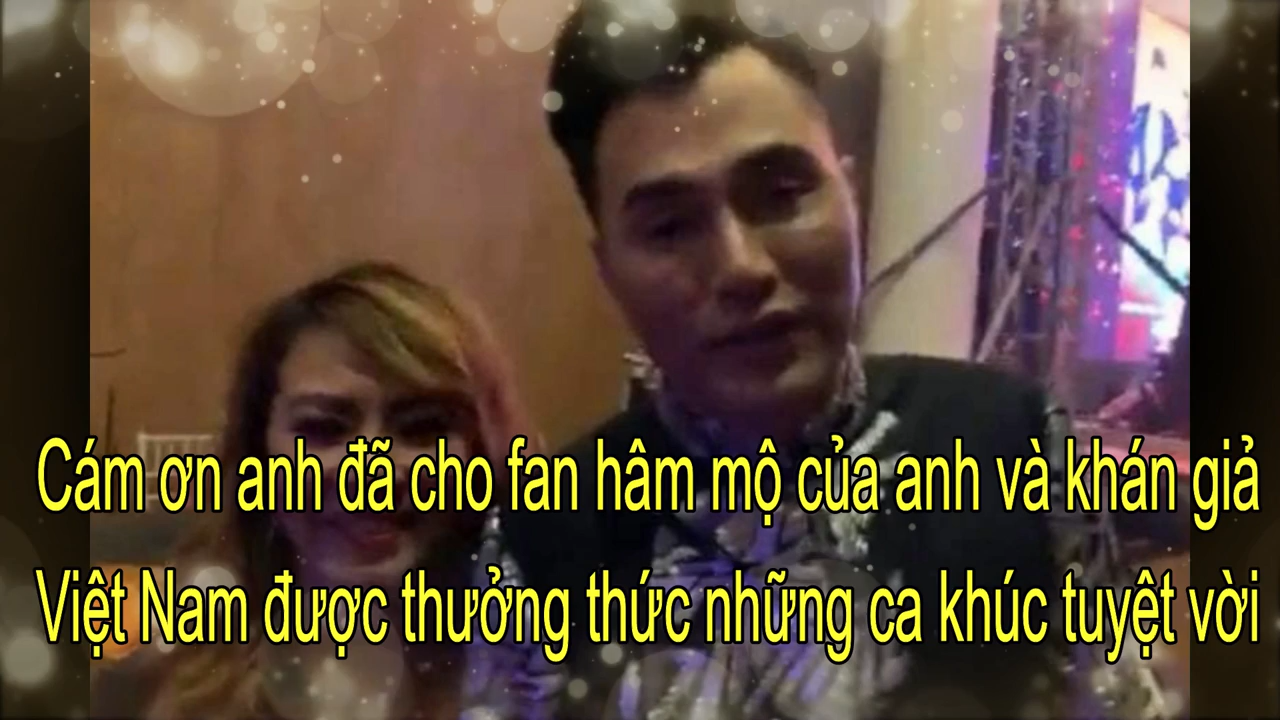 Cám ơn anh đã cho fan hâm mộ của anh và khán giả
Việt Nam được thưởng thức những ca khúc tuyệt vời